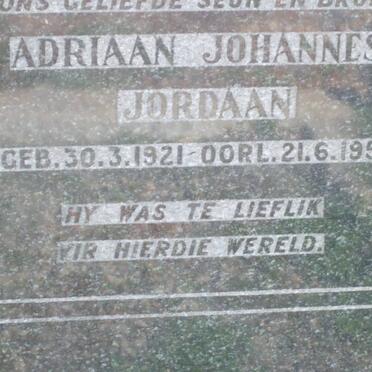 ONS GELIEFDE SEUN EN
ADRIAAN JOHANNES
JORDAAN
GEB. 30.3.1921 - OORL. 21.6.195
HY WAS TE LIEFLIK
VIR HIERDIE WERELD.